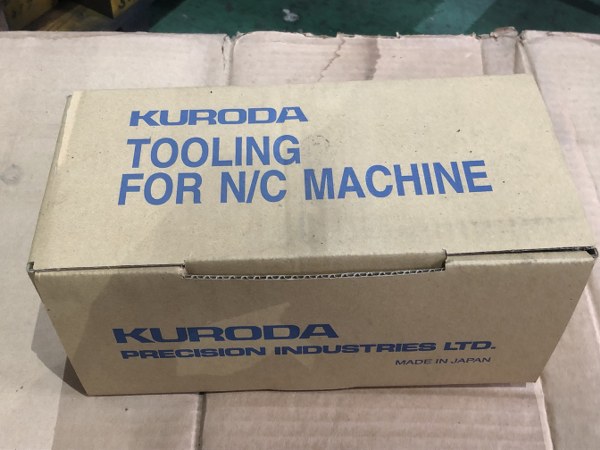 KURODA
TOOLING
FOR N/C MACHINE
KURODA
PRECISION INDUSTRIES LTD.
MADE IN JAPAN